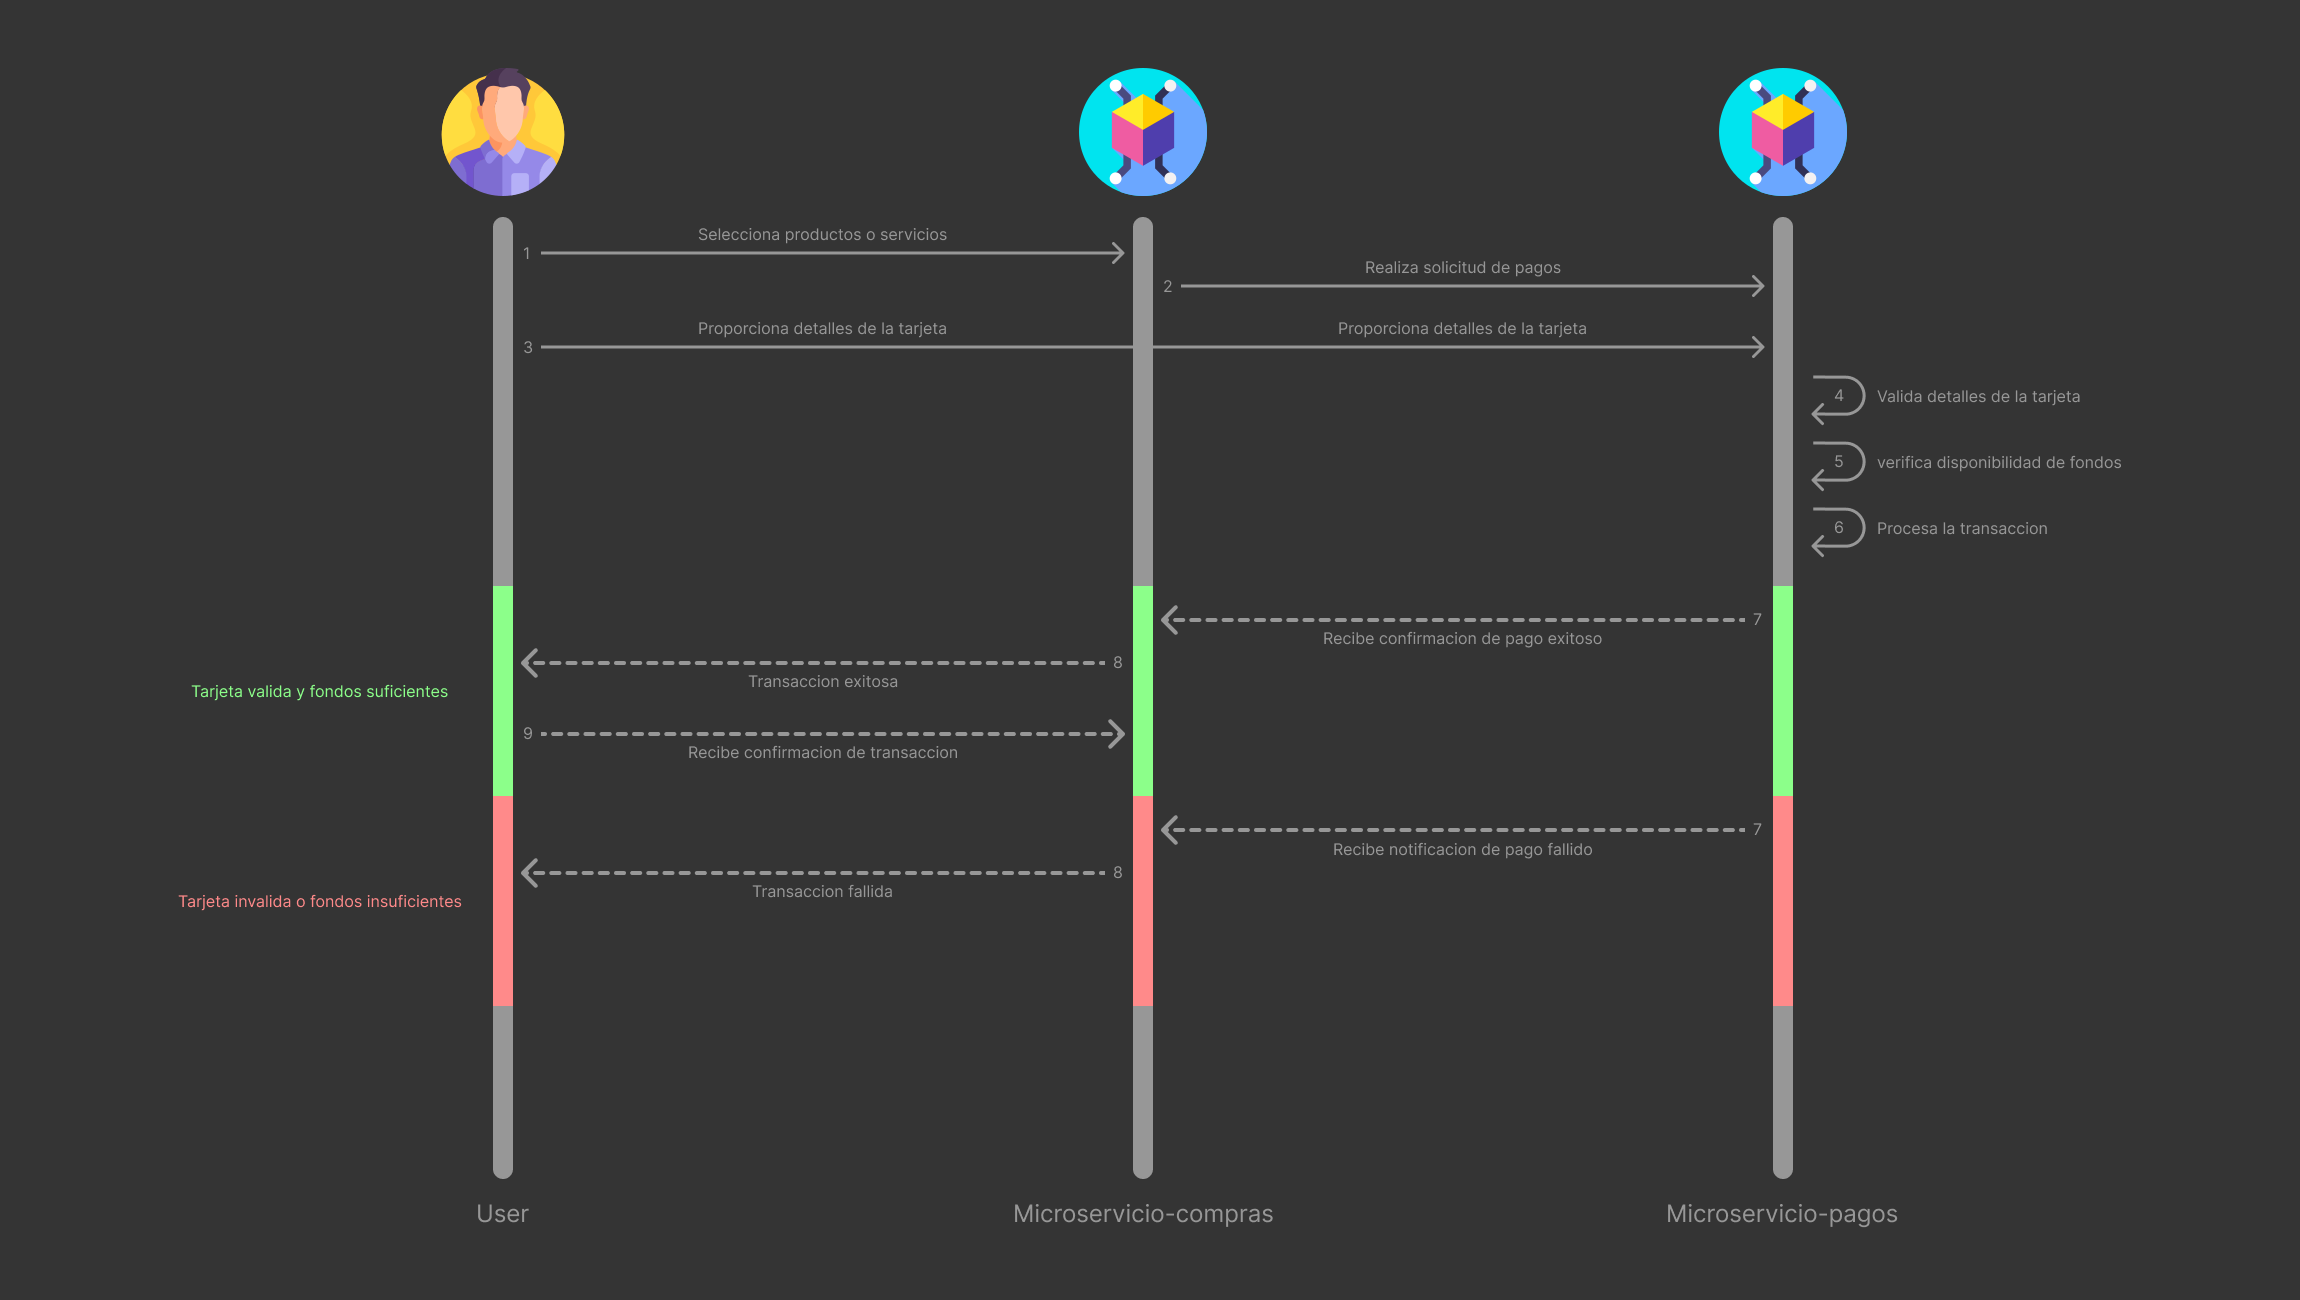 Selecciona productos o servicios
1
Realiza solicitud de pagos
2
Proporciona detalles de la tarjeta
Proporciona detalles de la tarjeta
3
4 Valida detalles de la tarjeta
5 verifica disponibilidad de fondos
6 Procesa la transaccion
7
Recibe confirmacion de pago exitoso
8
Transaccion exitosa
Tarjeta valida y fondos suficientes
9
Recibe confirmacion de transaccion
7
Recibe notificacion de pago fallido
8
Transaccion fallida
Tarjeta invalida o fondos insuficientes
User
Microservicio-compras
Microservicio-pagos